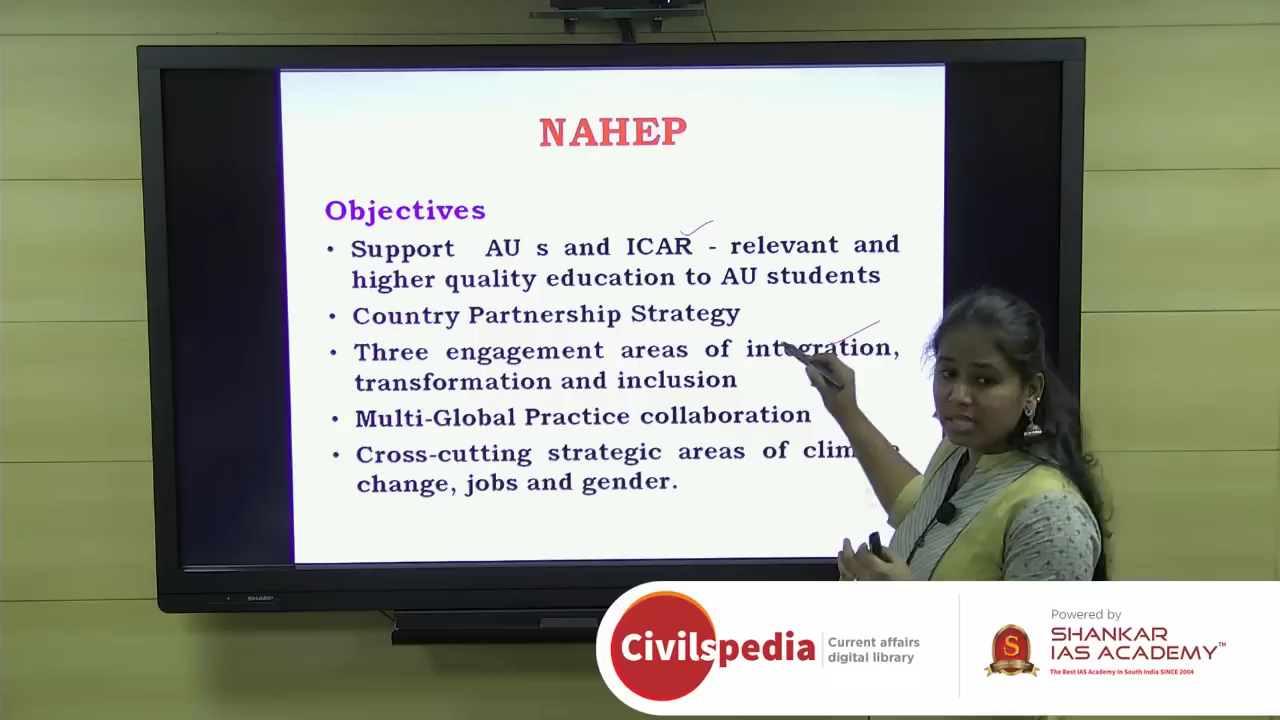 NAHEP
Objectives
• Support AU s and ICAR - relevant and
higher quality education to AU students
• Country Partnership Strategy
• Three engagement areas of integration,
transformation and inclusion
• Multi-Global Practice collaboration
• Cross-cutting strategic areas of
change, jobs and gender.
SHARP
Civilspedia
Current affairs
digital library
Powered by
SHANKAR
IAS ACADEMY™
The Best IAS Academy In South India SINCE 2004
S